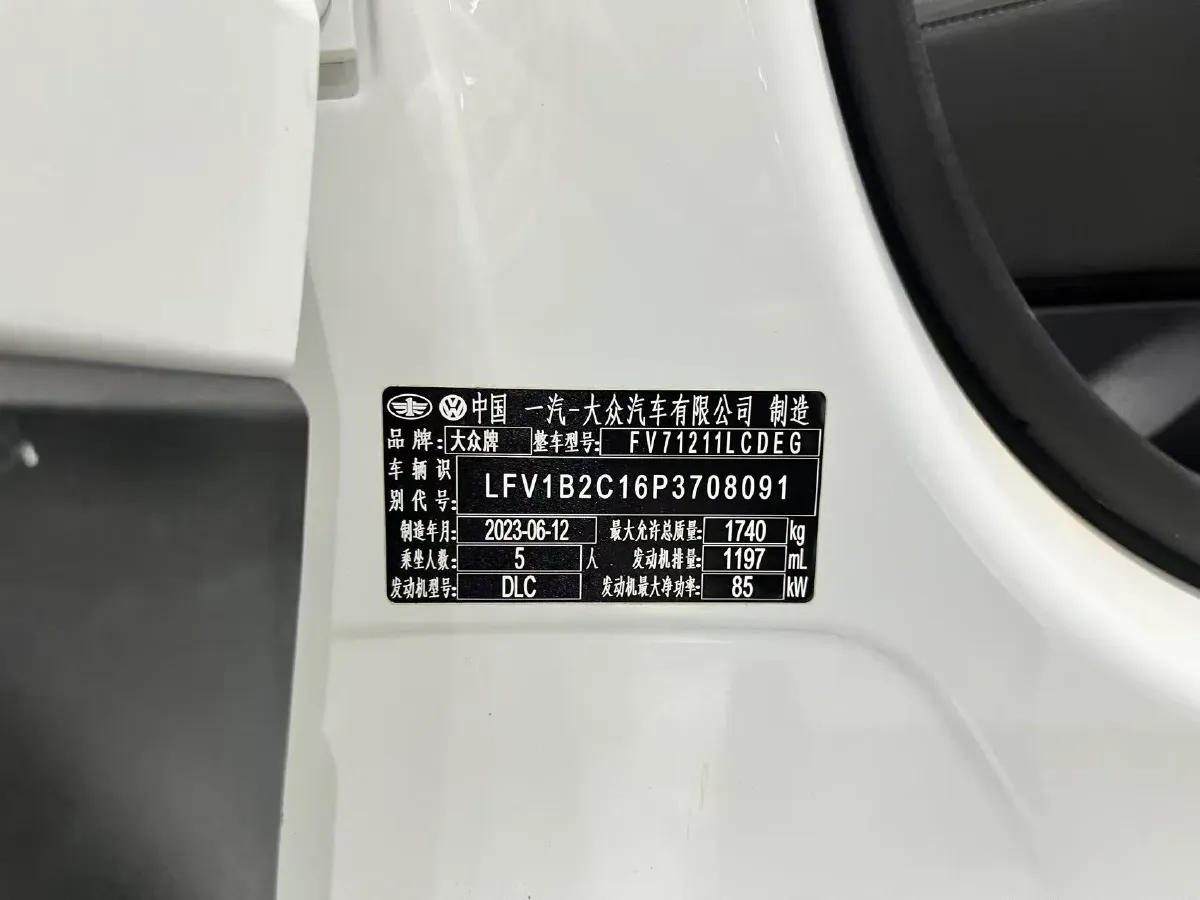 中国 一汽-大众汽车有限公司 制造
品牌: 大众牌 整车型号: FV71211LCDEG
车辆识别代号: LFV1B2C16P3708091
制造年月: 2023-06-12 最大允许总质量: 1740 kg
乘坐人数: 5 人 发动机排量: 1197 mL
发动机型号: DLC 发动机最大净功率: 85 kW